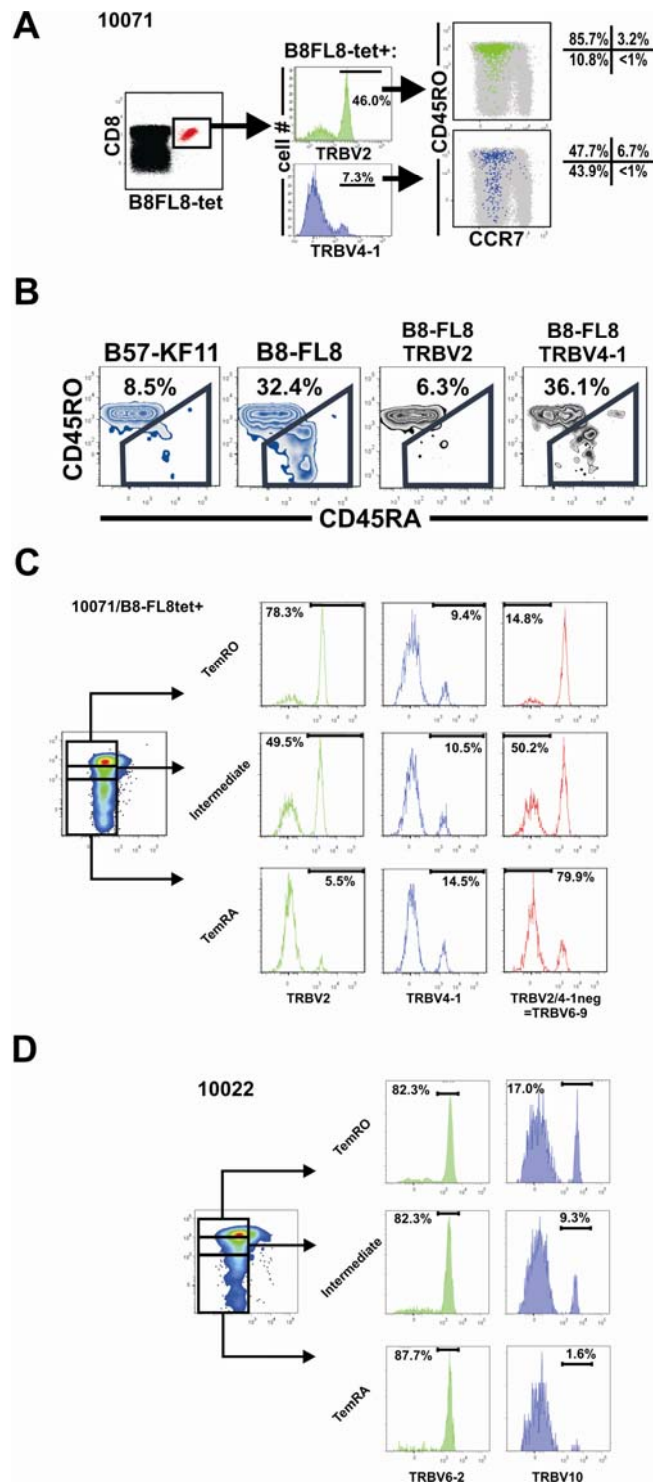 A
10071
CD8
B8FL8-tet
B8FL8-tet+:
cell #
46.0%
TRBV2
7.3%
TRBV4-1
CD45RO
CCR7
85.7% 3.2%
10.8% <1%
47.7% 6.7%
43.9% <1%
B
B57-KF11
B8-FL8
B8-FL8
TRBV2
B8-FL8
TRBV4-1
8.5%
32.4%
6.3%
36.1%
CD45RO
CD45RA
C
10071/B8-FL8tet+
TemRO
78.3%
9.4%
14.8%
Intermediate
49.5%
10.5%
50.2%
TemRA
5.5%
14.5%
79.9%
TRBV2
TRBV4-1
TRBV2/4-1neg
=TRBV6-9
D
10022
TemRO
82.3%
17.0%
Intermediate
82.3%
9.3%
TemRA
87.7%
1.6%
TRBV6-2
TRBV10